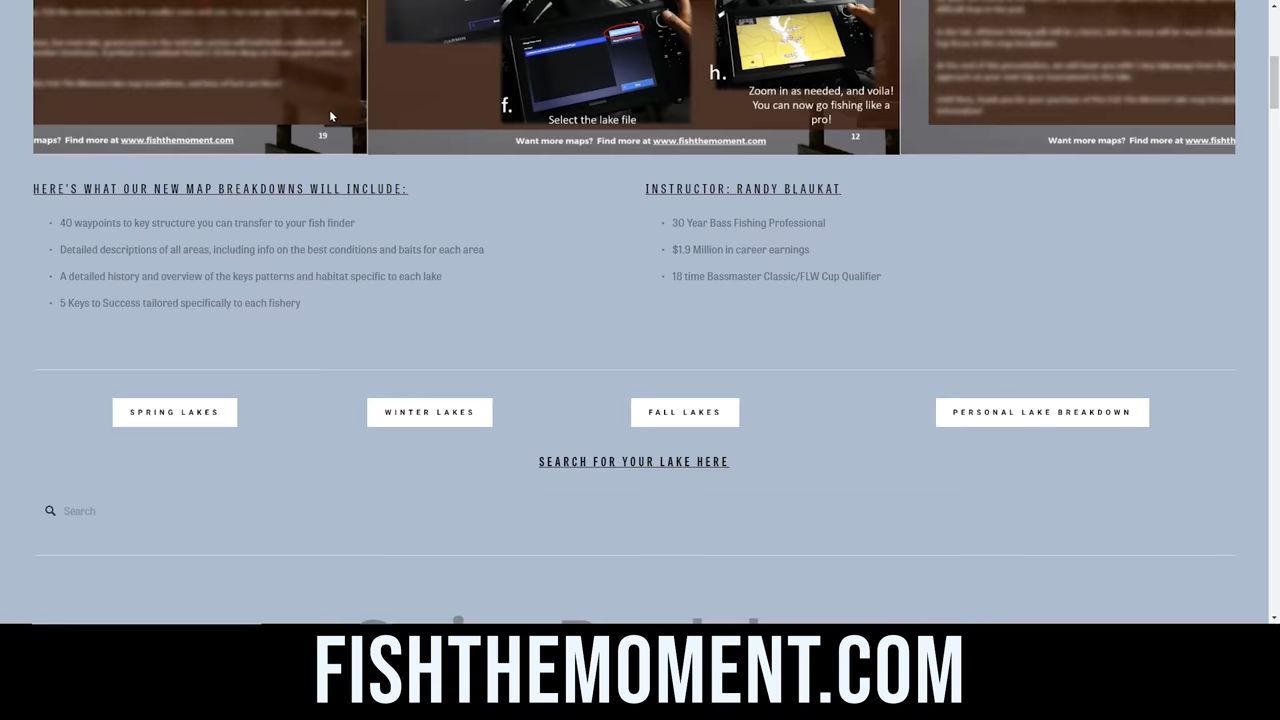 h.
Zoom in as needed, and voila!
You can now go fishing like a
pro!
f.
Select the lake file
19
12
maps? Find more at www.fishthemoment.com
Want more maps? Find more at www.fishthemoment.com
Want more maps? Find more at www.fishth
HERE'S WHAT OUR NEW MAP BREAKDOWNS WILL INCLUDE:
• 40 waypoints to key structure you can transfer to your fish finder
• Detailed descriptions of all areas, including info on the best conditions and baits for each area
• A detailed history and overview of the keys patterns and habitat specific to each lake
• 5 Keys to Success tailored specifically to each fishery
INSTRUCTOR: RANDY BLAUKAT
• 30 Year Bass Fishing Professional
• $1.9 Million in career earnings
• 18 time Bassmaster Classic/FLW Cup Qualifier
SPRING LAKES
WINTER LAKES
FALL LAKES
PERSONAL LAKE BREAKDOWN
SEARCH FOR YOUR LAKE HERE
Search
FISHTHEMOMENT.COM